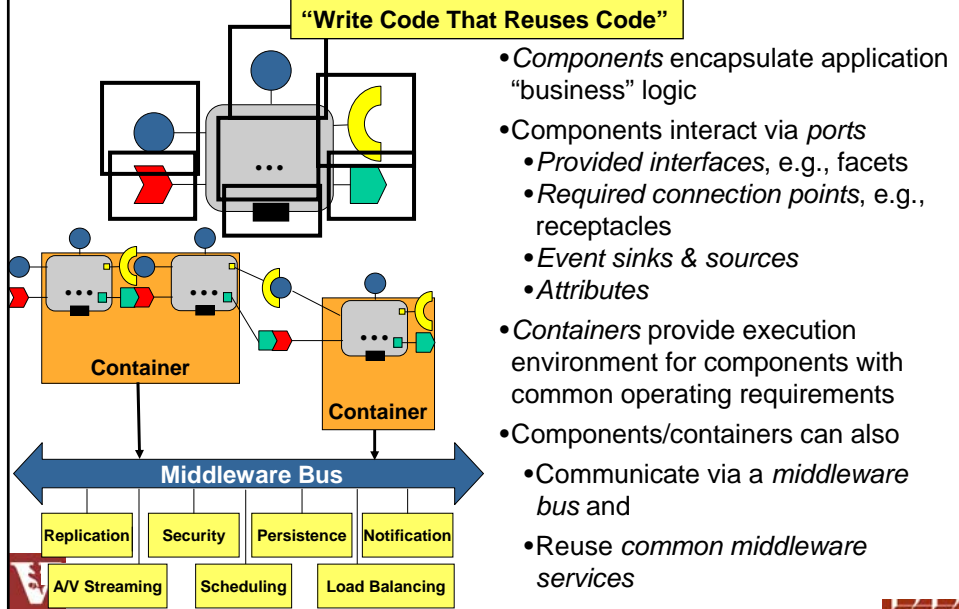 “Write Code That Reuses Code”
•Components encapsulate application
“business” logic
•Components interact via ports
•Provided interfaces, e.g., facets
•Required connection points, e.g.,
receptacles
•Event sinks & sources
•Attributes
•Containers provide execution
environment for components with
common operating requirements
•Components/containers can also
•Communicate via a middleware
bus and
•Reuse common middleware
services
...
... ...
...
Container
Container
Middleware Bus
Replication Security Persistence Notification
A/V Streaming Scheduling Load Balancing